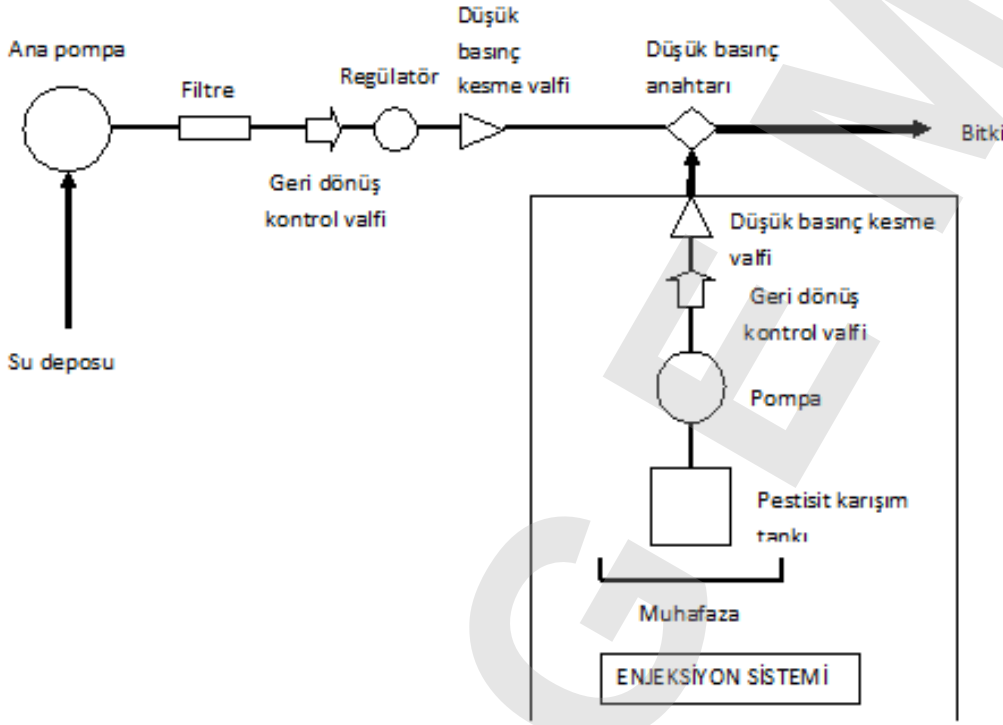 Ana pompa
Filtre
Geri dönüş
kontrol valfi
Regülatör
Düşük
basınç
kesme valfi
Düşük basınç
anahtarı
Bitki
Su deposu
Düşük basınç kesme
valfi
Geri dönüş
kontrol valfi
Pompa
Pestisit karışım
tankı
Muhafaza
ENJEKSİYON SİSTEMİ
G E M